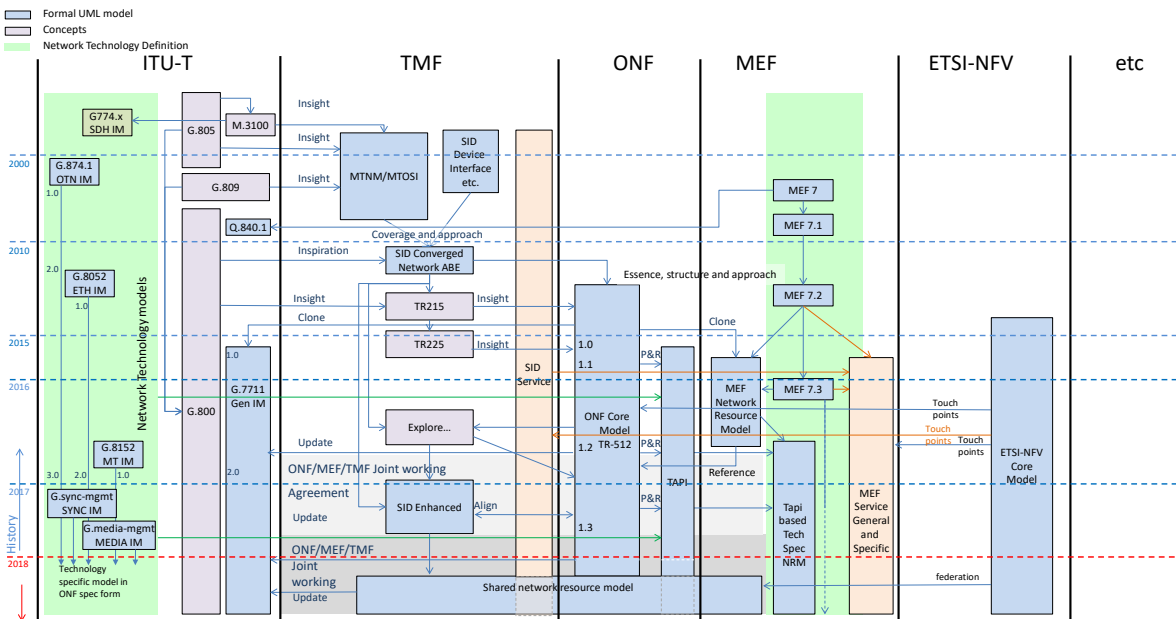 Formal UML model
Concepts
Network Technology Definition
ITU-T
TMF
ONF
MEF
ETSI-NFV
etc
G774.x
SDH IM
G.805
M.3100
Insight
Insight
Insight
MTNM/MTOSI
SID
Device
Interface
etc.
2000
G.874.1
OTN IM
1.0
G.809
MEF 7
Q.840.1
MEF 7.1
Coverage and approach
2010
Inspiration
SID Converged
Network ABE
2.0
G.8052
ETH IM
1.0
Essence, structure and approach
Network Technology models
Insight
TR215
Insight
MEF 7.2
Clone
Clone
TR225
Insight
2015
1.0
1.0
1.1
P&R
SID
Service
2016
G.7711
Gen IM
MEF
Network
Resource
Model
MEF 7.3
G.800
Explore...
ONF Core
Model
TR-512
Touch
points
Touch
points
Touch
points
G.8152
MT IM
1.0
Update
1.2
P&R
ETSI-NFV
Core
Model
ONF/MEF/TMF Joint working
Agreement
Reference
3.0
2.0
2.0
TAPI
2017
G.sync-mgmt
SYNC IM
SID Enhanced
Align
P&R
MEF
Service
General
and
Specific
Update
1.3
Tapi
based
Tech
Spec
NRM
G.media-mgmt
MEDIA IM
History
2018
ONF/MEF/TMF
Joint
working
Technology
specific model in
ONF spec form
Update
Shared network resource model
federation